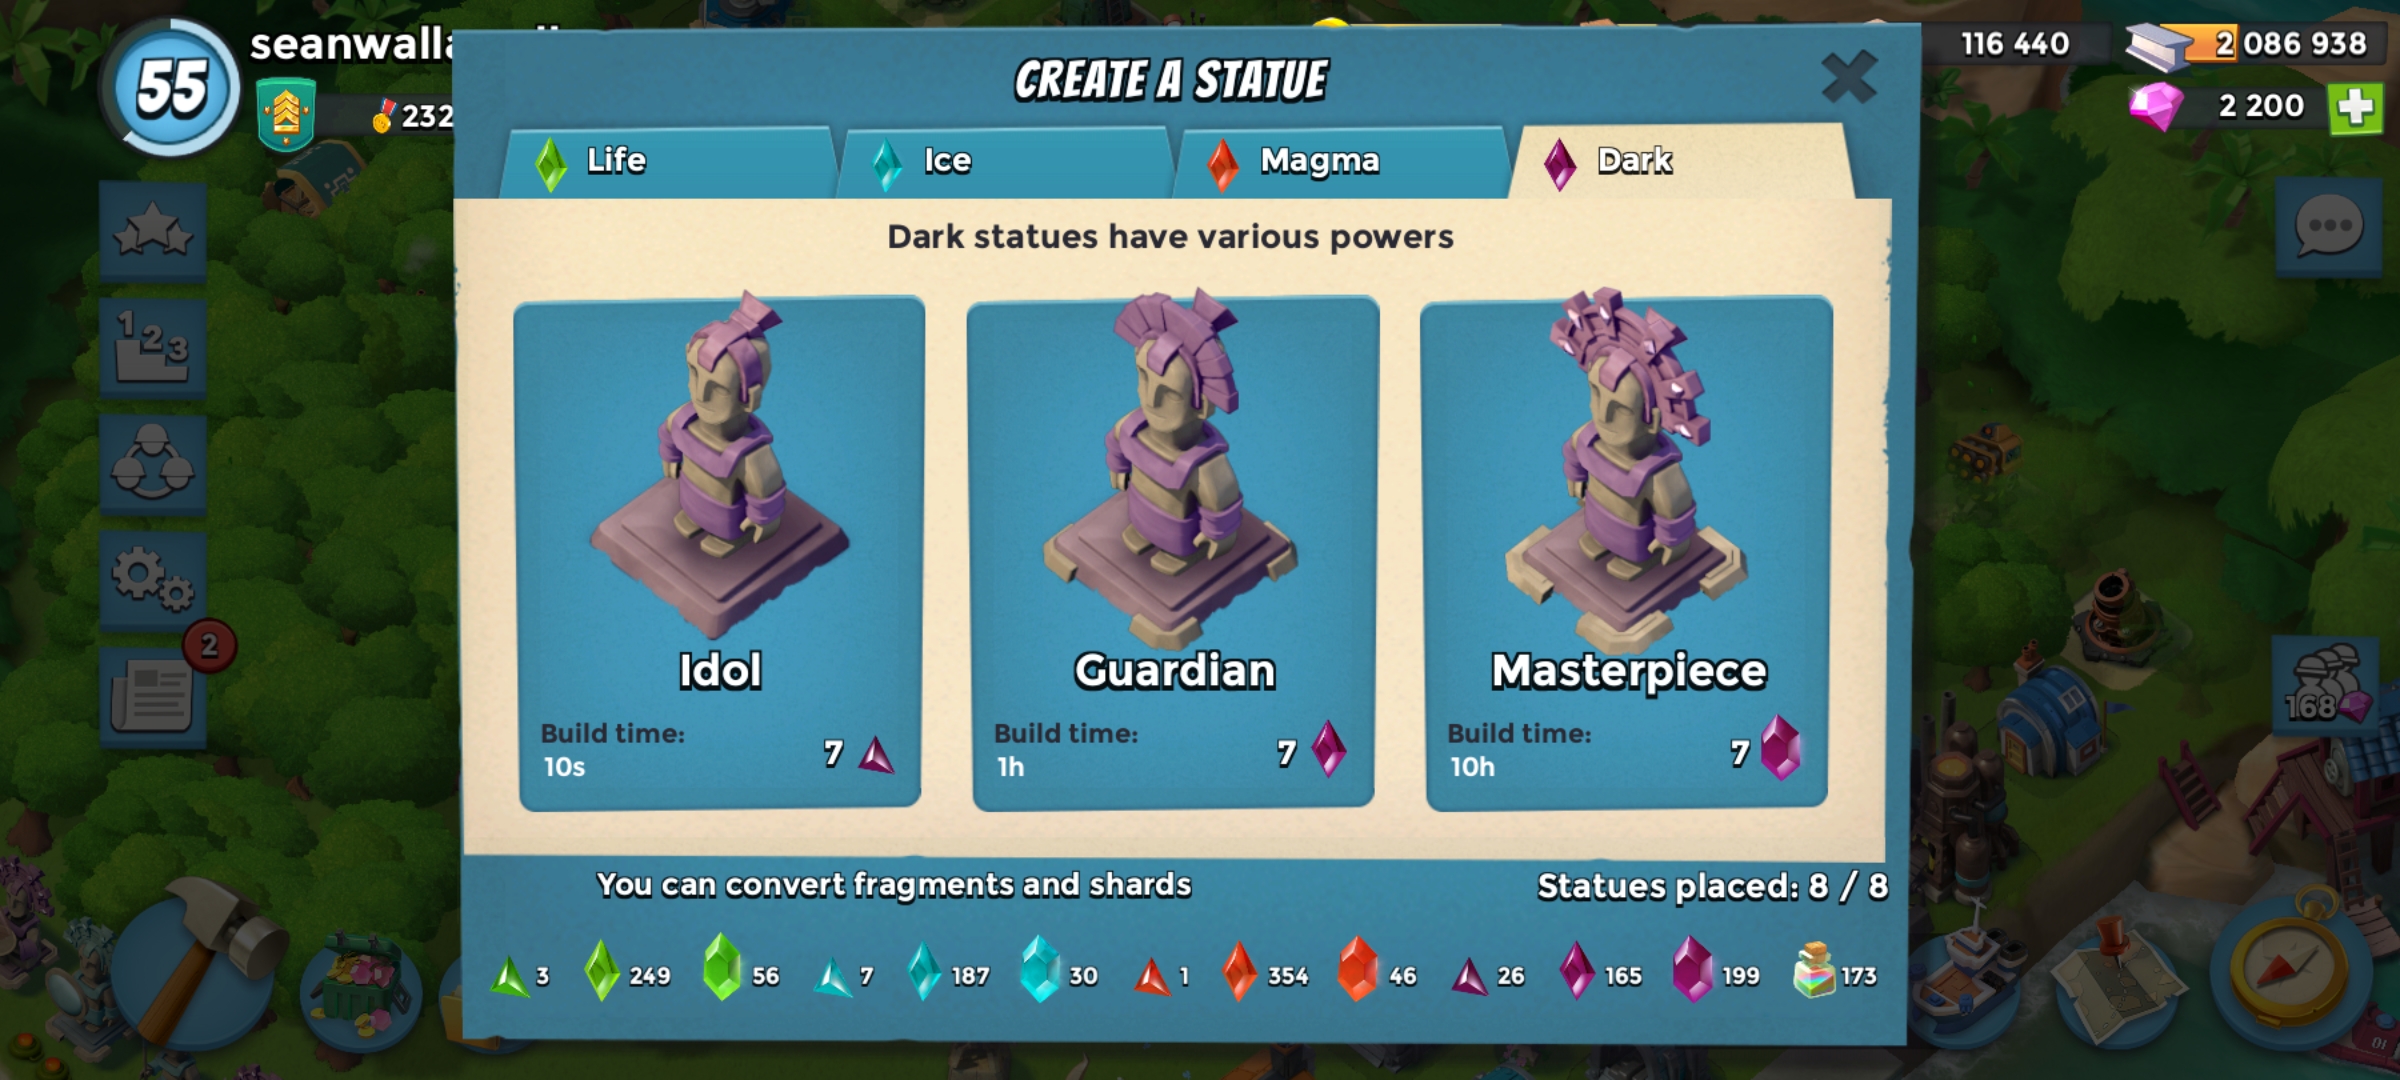 55
232
CREATE A STATUE
116 440
2 086 938
2 200
Life
Ice
Magma
Dark
Dark statues have various powers
1 2 3
2
Idol
Build time:
10s
7
Guardian
Build time:
1h
7
Masterpiece
Build time:
10h
7
168
You can convert fragments and shards
Statues placed: 8 / 8
3 249 56 7 187 30 1 354 46 26 165 199 173